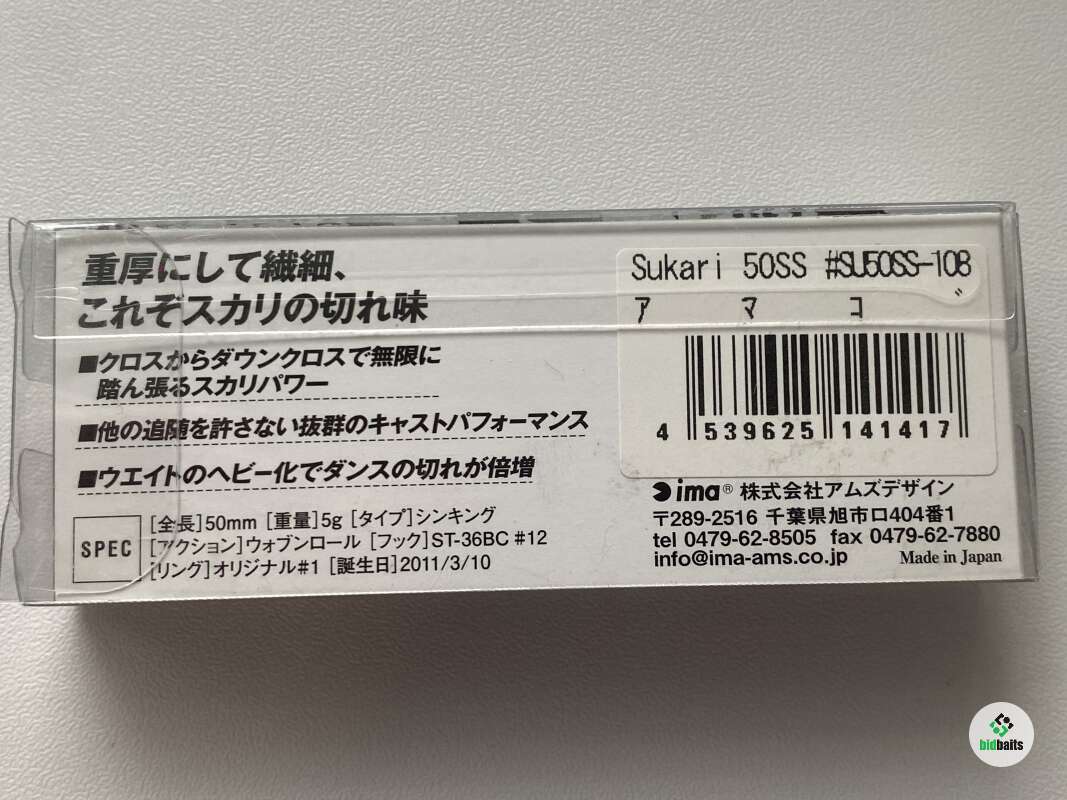 重厚にして繊細、
これぞスカリの切れ味
■クロスからダウンクロスで無限に
踏ん張るスカリパワー
■他の追随を許さない抜群のキャストパフォーマンス
■ウエイトのヘビー化でダンスの切れが倍増
SPEC
[全長]50mm [重量]5g [タイプ]シンキング
[アクション]ウォブンロール [フック]ST-36BC #12
[リング]オリジナル#1 [誕生日]2011/3/10
Sukari 50SS #SU50SS-108
ア マ コ ゛
4 539625 141417
ima® 株式会社アムズデザイン
〒289-2516 千葉県旭市ロ404番1
tel 0479-62-8505 fax 0479-62-7880
info@ima-ams.co.jp Made in Japan
bidbaits